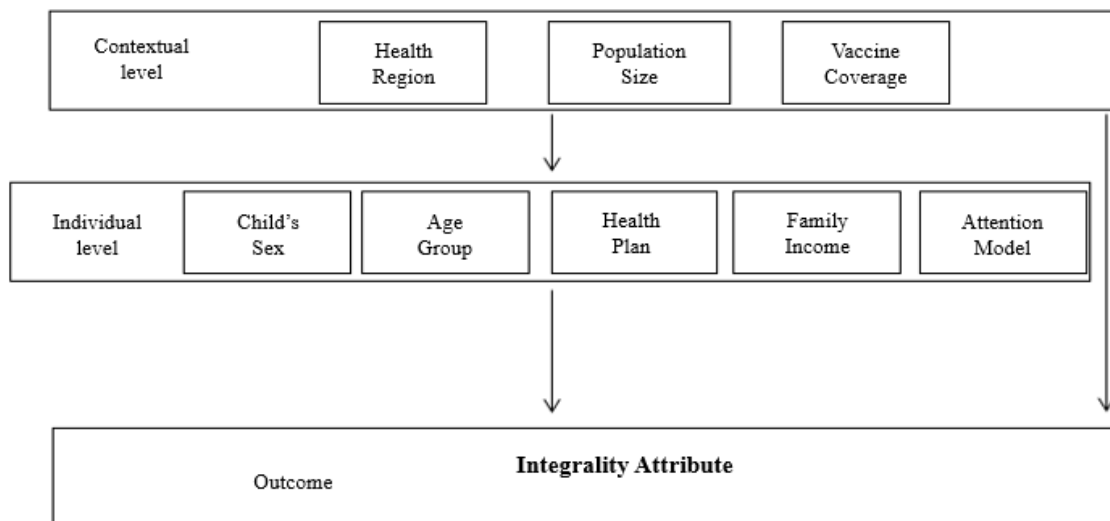 Contextual
level
Health
Region
Population
Size
Vaccine
Coverage
Individual
level
Child's
Sex
Age
Group
Health
Plan
Family
Income
Attention
Model
Integrality Attribute
Outcome